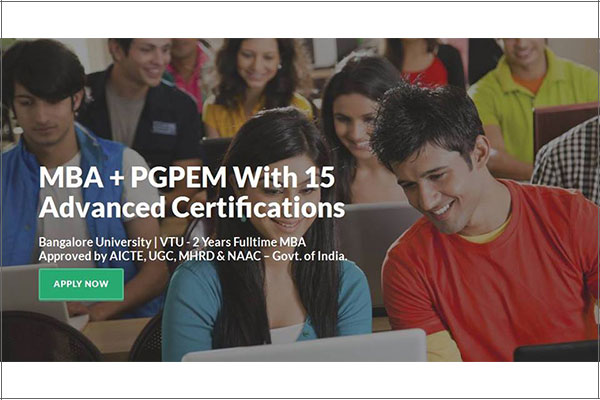 MBA + PGPEM With 15
Advanced Certifications
Bangalore University | VTU - 2 Years Fulltime MBA
Approved by AICTE, UGC, MHRD & NAAC – Govt. of India.
APPLY NOW